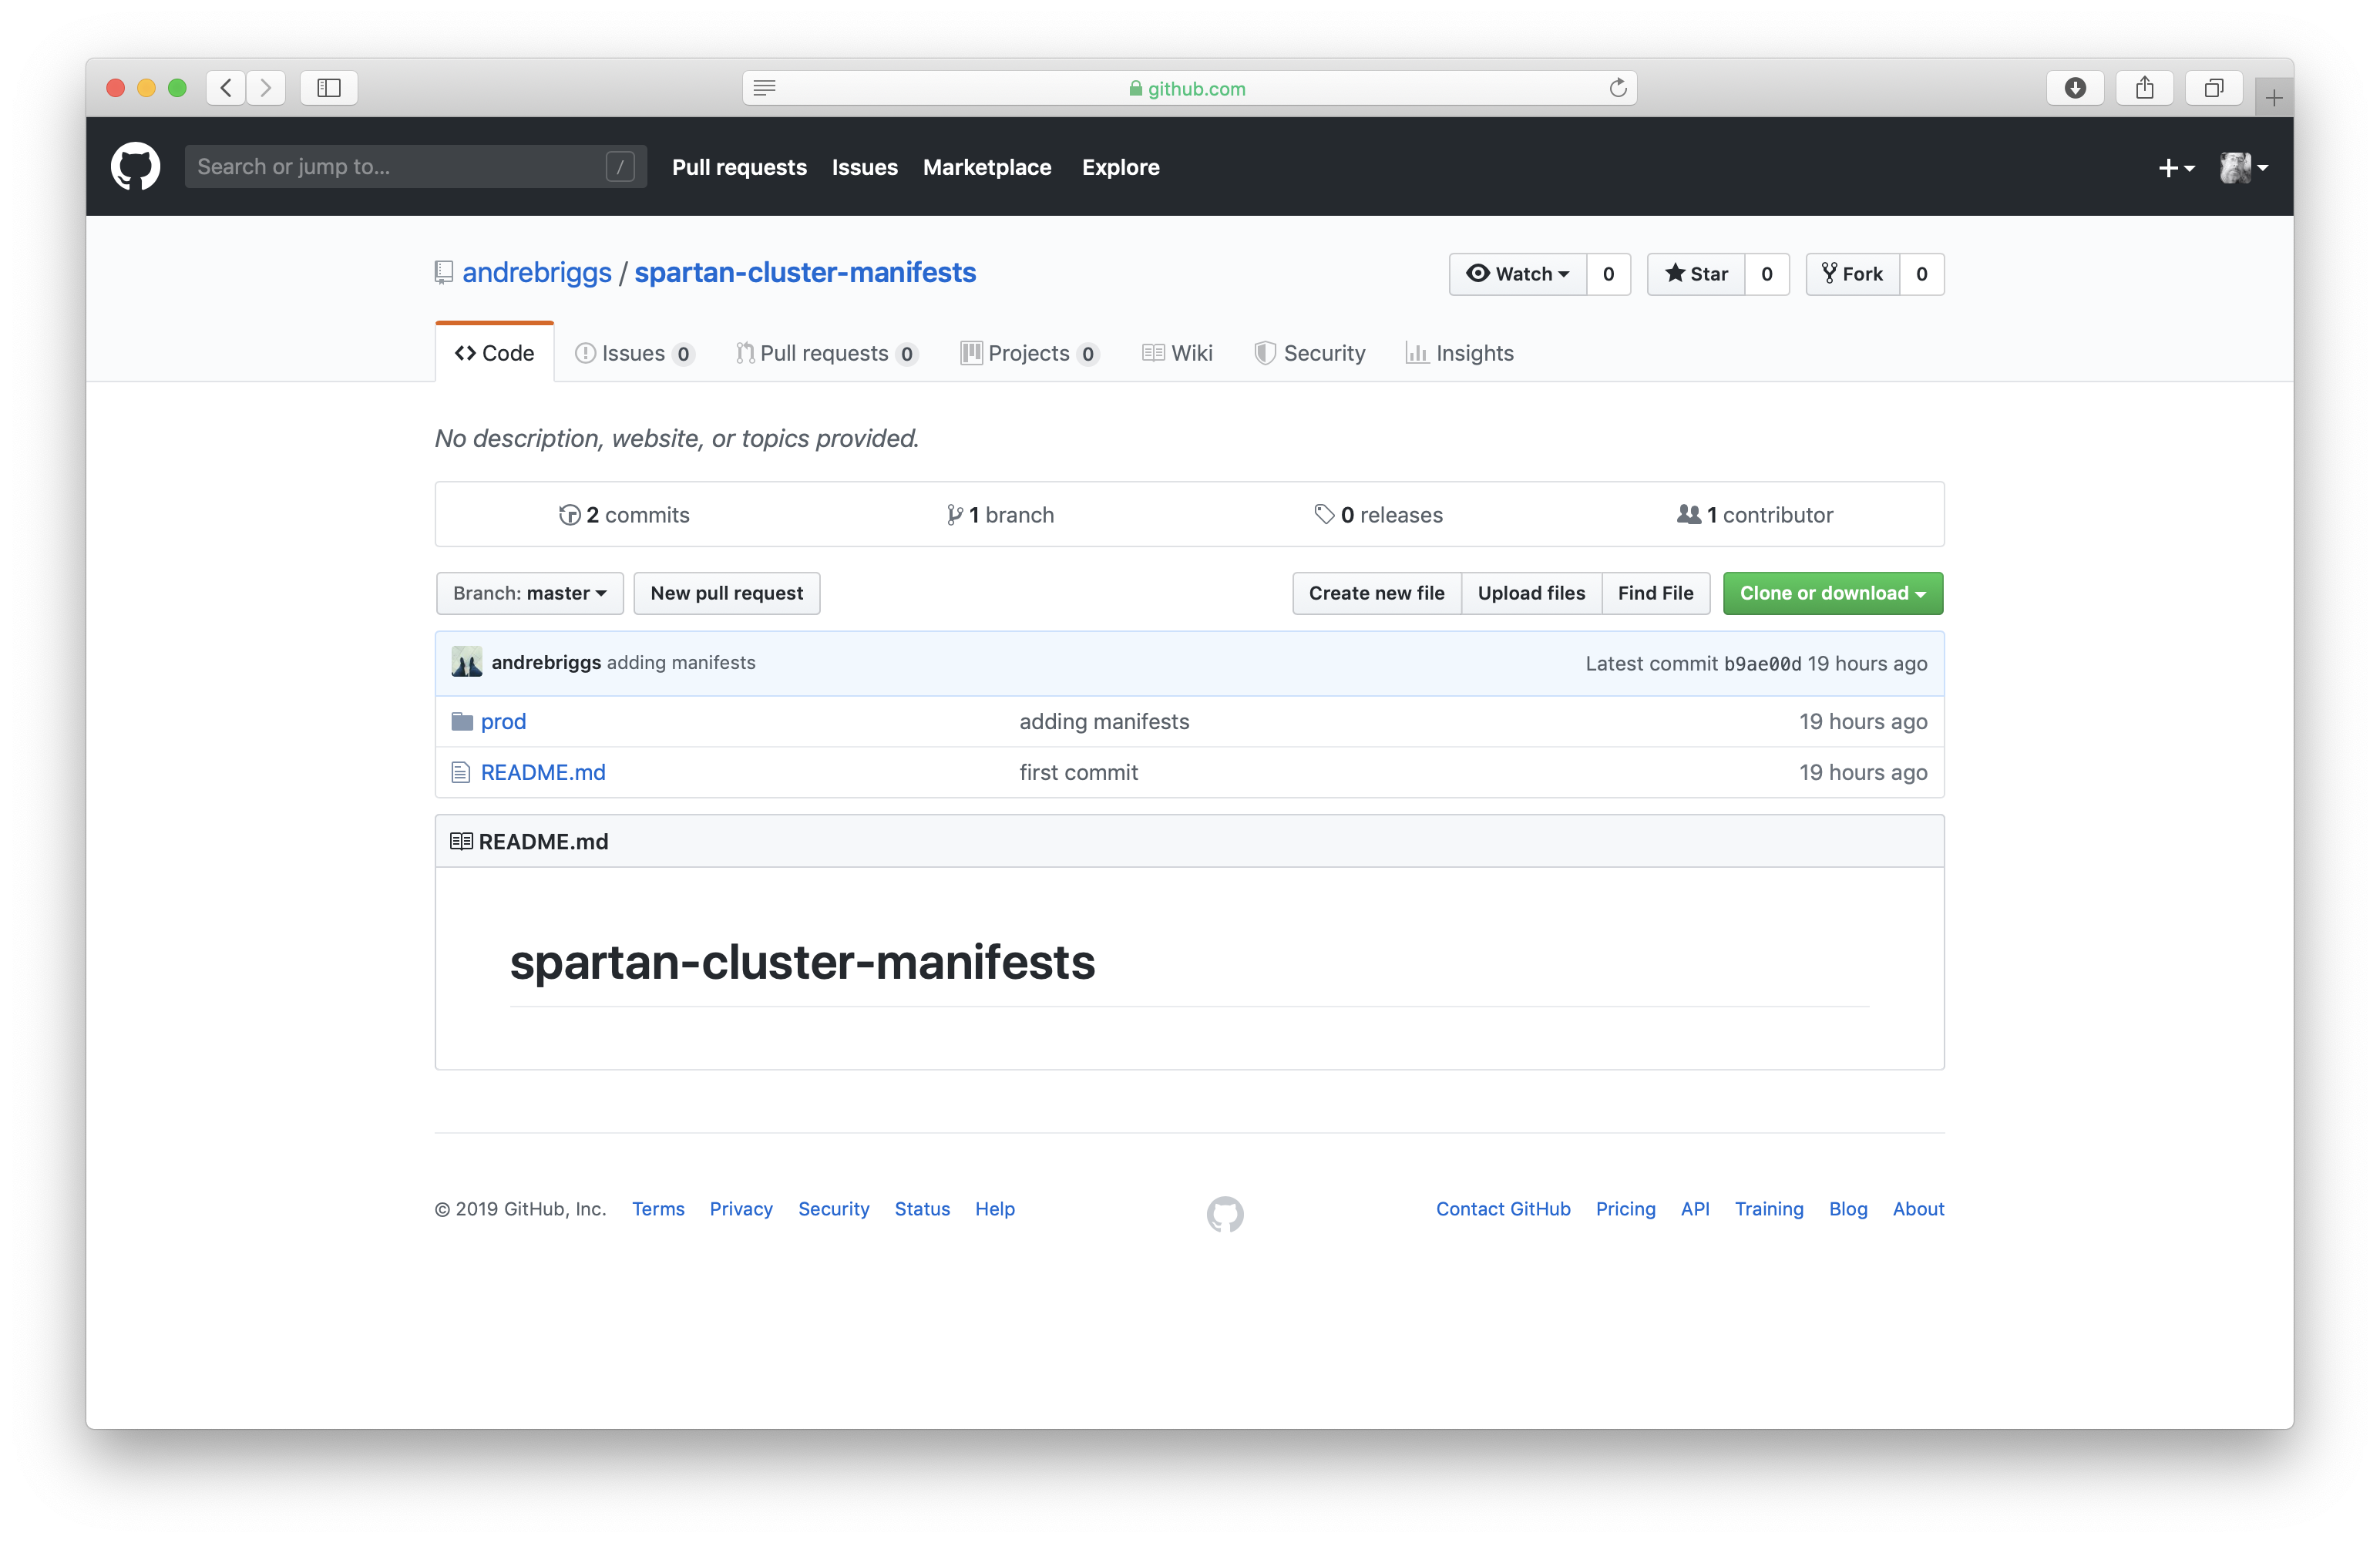 github.com
Search or jump to... /
Pull requests Issues Marketplace Explore
andrebriggs / spartan-cluster-manifests
Watch 0 Star 0 Fork 0
Code Issues 0 Pull requests 0 Projects 0 Wiki Security Insights
No description, website, or topics provided.
2 commits 1 branch 0 releases 1 contributor
Branch: master New pull request Create new file Upload files Find File Clone or download
andrebriggs adding manifests Latest commit b9ae00d 19 hours ago
prod adding manifests 19 hours ago
README.md first commit 19 hours ago
README.md
spartan-cluster-manifests
© 2019 GitHub, Inc. Terms Privacy Security Status Help Contact GitHub Pricing API Training Blog About